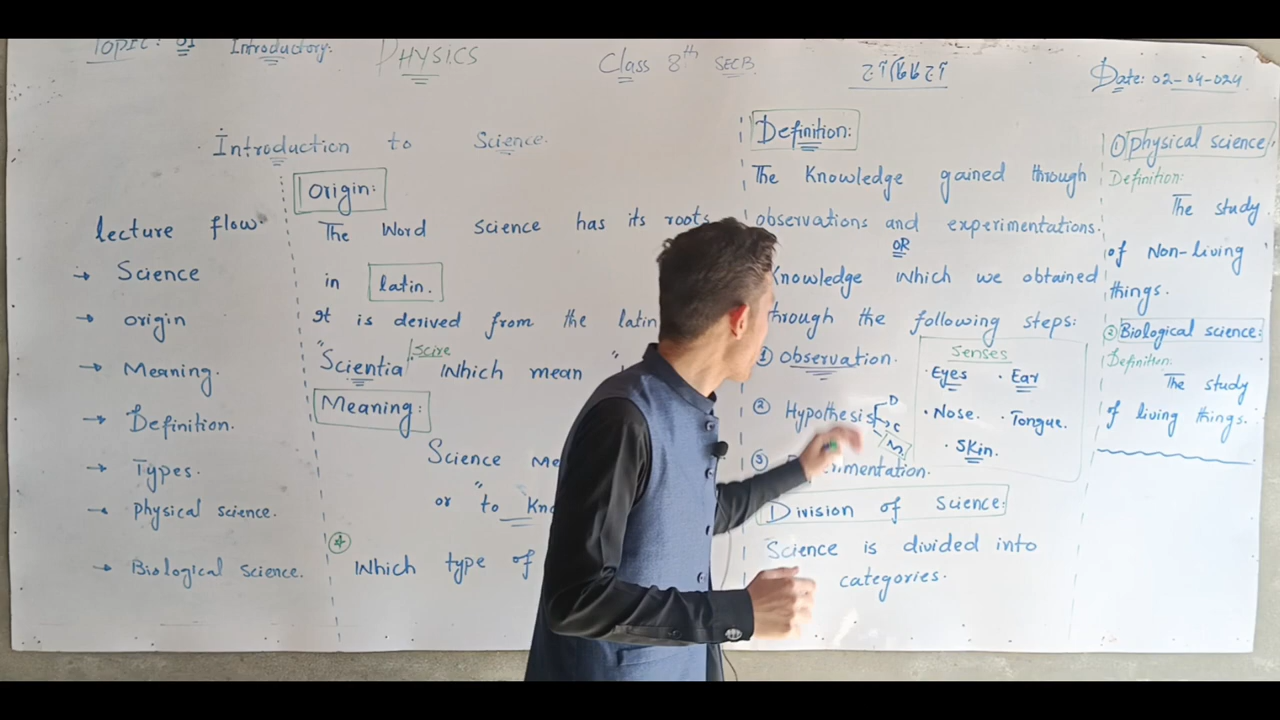 Topic: 01 Introductory: PHYSICS Class 8th SECB Date: 02-04-024
Introduction to Science.
lecture flow
→ Science
→ origin
→ Meaning.
→ Definition.
→ Types.
→ Physical science.
→ Biological science.
Origin:
The Word science has its roots
in latin.
It is derived from the latin
"Scientia/scire which mean "
Meaning:
Science
or "to
Which type of
Definition:
The Knowledge gained through
observations and experimentations.
OR
Knowledge which we obtained
through the following steps:
① Observation.
② Hypothesis D
C
③
Senses
·Eyes · Ear
·Nose. ·Tongue.
·Skin.
Division of Science:
Science is divided into
categories.
① Physical science
Definition:
The study
of Non-living
things.
② Biological science:
Definition:
The study
of living things.